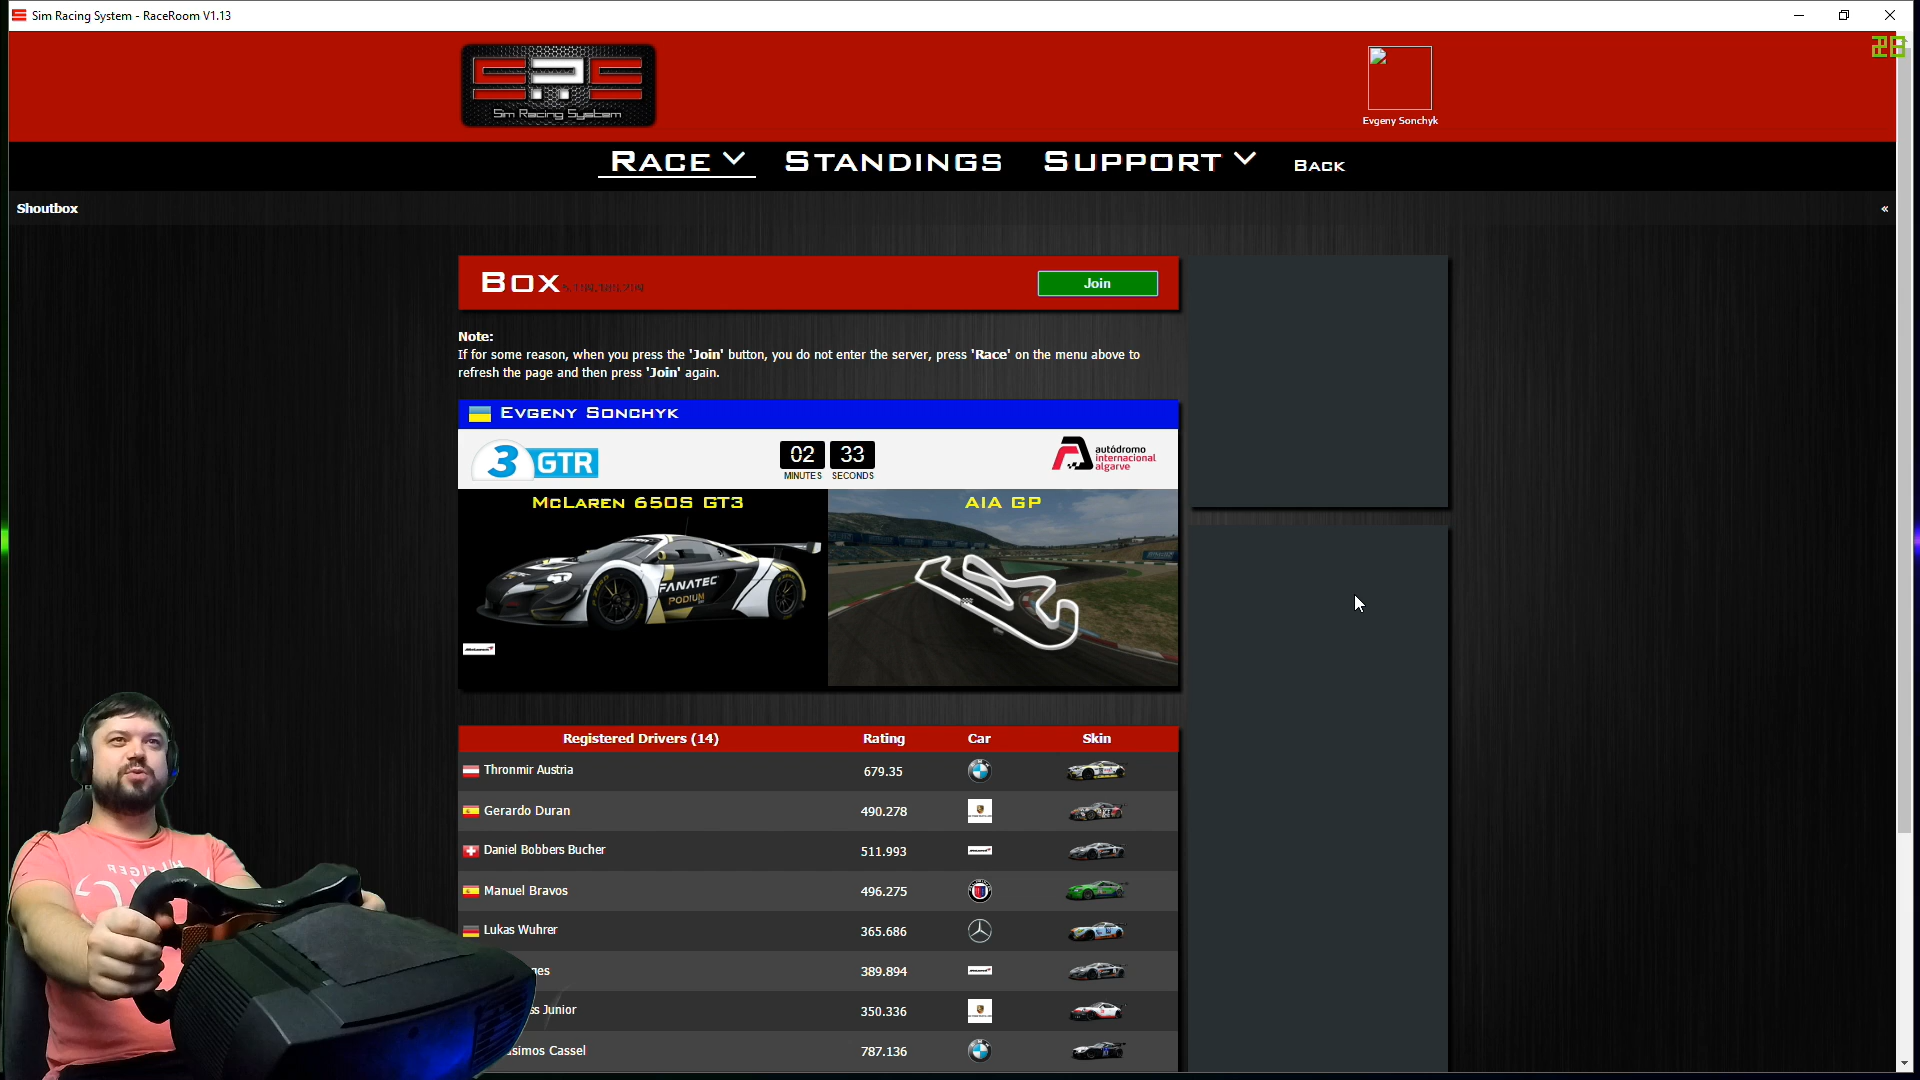 Sim Racing System - RaceRoom V1.13
28
Sim Racing System
Evgeny Sonchyk
RACE STANDINGS SUPPORT BACK
Shoutbox «
BOX Join
Note:
If for some reason, when you press the 'Join' button, you do not enter the server, press 'Race' on the menu above to
refresh the page and then press 'Join' again.
EVGENY SONCHYK
3 GTR
02 33
MINUTES SECONDS
autódromo
internacional
algarve
MCLAREN 650S GT3
AIA GP
FANATEC
PODIUM
Registered Drivers (14) Rating Car Skin
Thronmir Austria 679.35
Gerardo Duran 490.278
Daniel Bobbers Bucher 511.993
Manuel Bravos 496.275
Lukas Wuhrer 365.686
389.894
Junior 350.336
Cassel 787.136